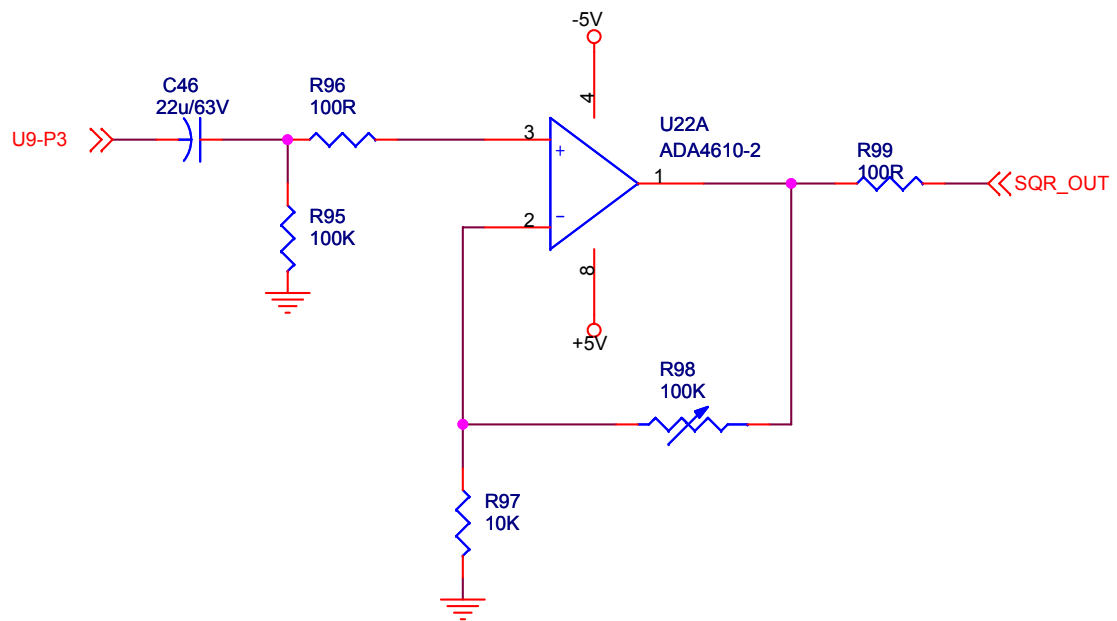 -5V
C46
22u/63V
R96
100R
4
U9-P3
3
+
U22A
ADA4610-2
1
R99
100R
SQR_OUT
R95
100K
2
−
8
+5V
R98
100K
R97
10K